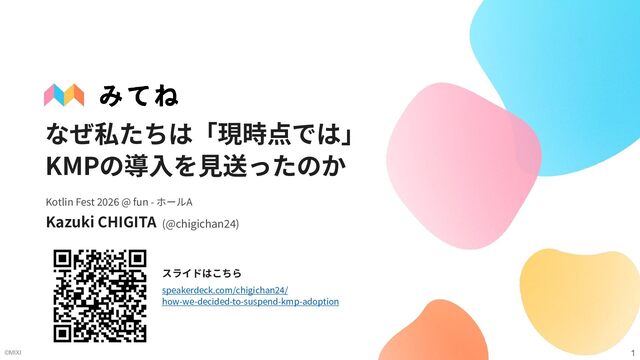 みてね
なぜ私たちは「現時点では」
KMPの導入を見送ったのか
Kotlin Fest 2026 @ fun - ホールA
Kazuki CHIGITA (@chigichan24)
スライドはこちら
speakerdeck.com/chigichan24/
how-we-decided-to-suspend-kmp-adoption
©MIXI
1